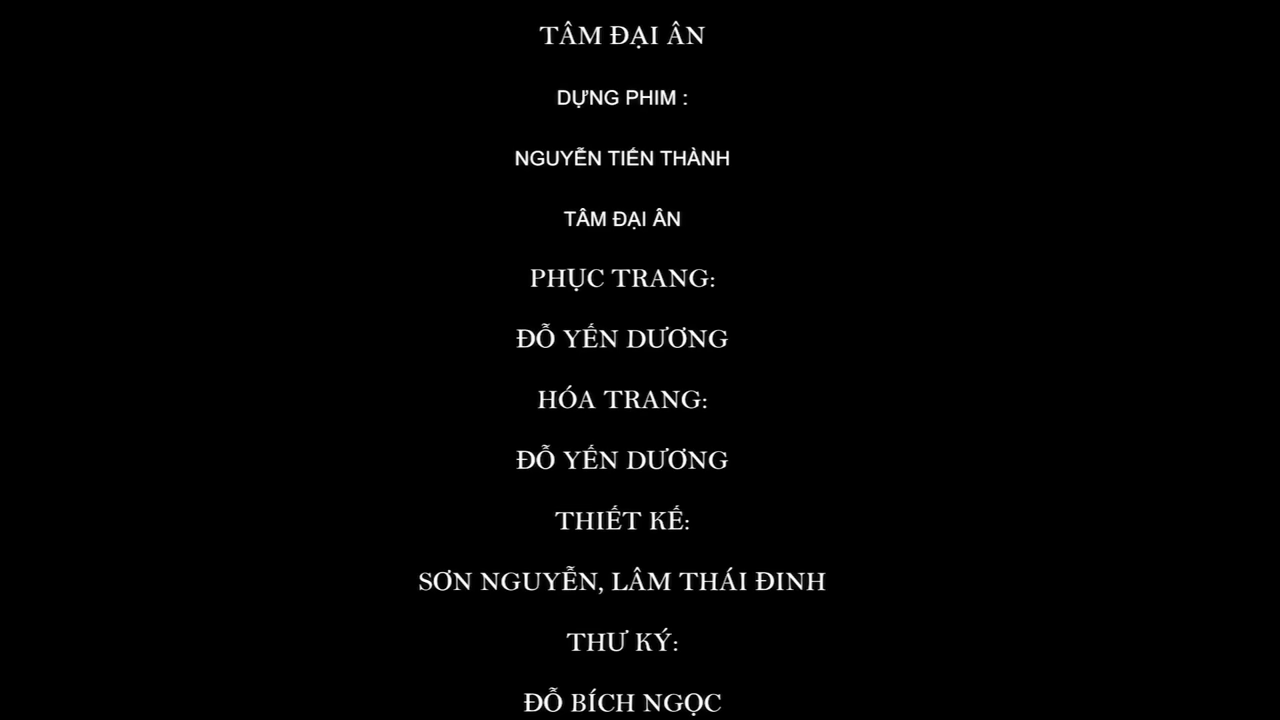 TÂM ĐẠI ÂN
DỰNG PHIM :
NGUYỄN TIẾN THÀNH
TÂM ĐẠI ÂN
PHỤC TRANG:
ĐỖ YẾN DƯƠNG
HÓA TRANG:
ĐỖ YẾN DƯƠNG
THIẾT KẾ:
SƠN NGUYỄN, LÂM THÁI ĐINH
THƯ KÝ:
ĐỖ BÍCH NGỌC